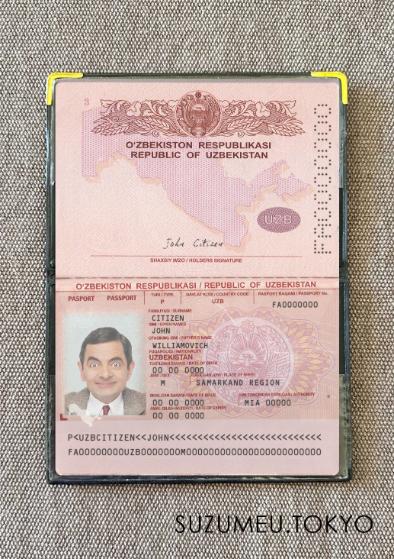 3
O'ZBEKISTON RESPUBLIKASI
REPUBLIC OF UZBEKISTAN
UZB
FA0000000
John Citizen
SHAXSIY IMZO / HOLDERS SIGNATURE
O'ZBEKISTON RESPUBLIKASI / REPUBLIC OF UZBEKISTAN
PASPORT PASSPORT
P UZB FA0000000
CITIZEN
JOHN
WILLIAMOVICH
UZBEKISTAN
00 00 0000
M SAMARKAND REGION
00 00 0000 MIA 00000
00 00 0000
P<UZBCITIZEN<<JOHN<<<<<<<<<<<<<<<<<<<<<<<<<<
SUZUMEU.TOKYO